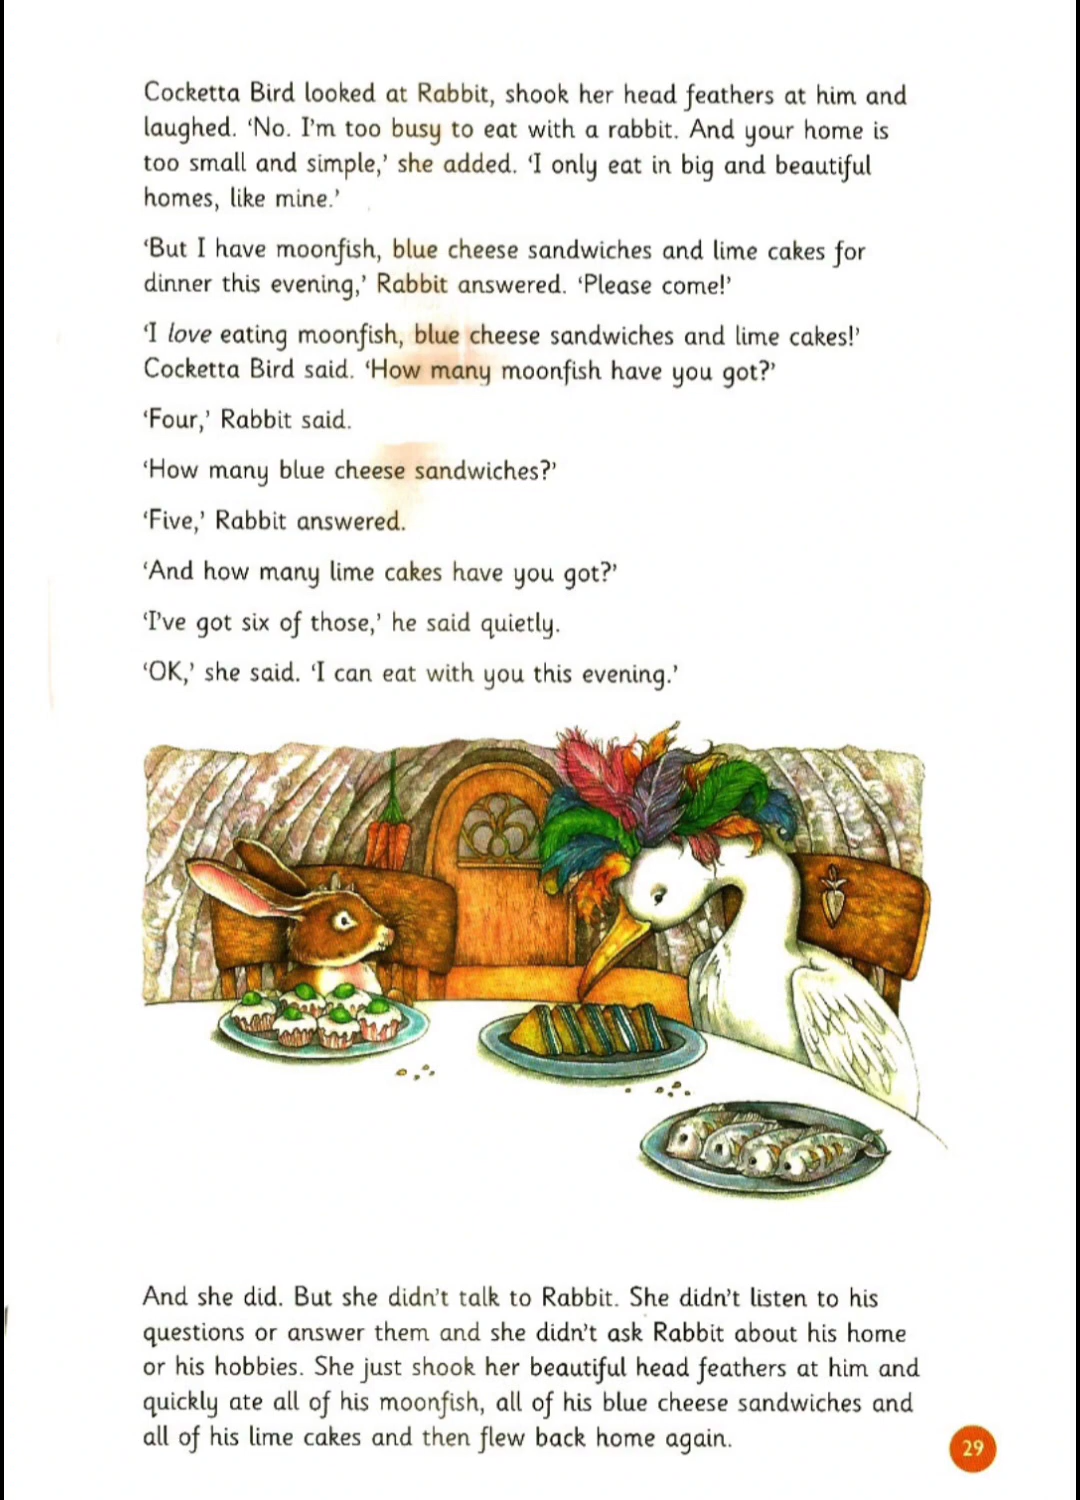 Cocketta Bird looked at Rabbit, shook her head feathers at him and
laughed. ‘No. I’m too busy to eat with a rabbit. And your home is
too small and simple,’ she added. ‘I only eat in big and beautiful
homes, like mine.’
‘But I have moonfish, blue cheese sandwiches and lime cakes for
dinner this evening,’ Rabbit answered. ‘Please come!’
‘I love eating moonfish, blue cheese sandwiches and lime cakes!’
Cocketta Bird said. ‘How many moonfish have you got?’
‘Four,’ Rabbit said.
‘How many blue cheese sandwiches?’
‘Five,’ Rabbit answered.
‘And how many lime cakes have you got?’
‘I’ve got six of those,’ he said quietly.
‘OK,’ she said. ‘I can eat with you this evening.’
And she did. But she didn’t talk to Rabbit. She didn’t listen to his
questions or answer them and she didn’t ask Rabbit about his home
or his hobbies. She just shook her beautiful head feathers at him and
quickly ate all of his moonfish, all of his blue cheese sandwiches and
all of his lime cakes and then flew back home again.
29